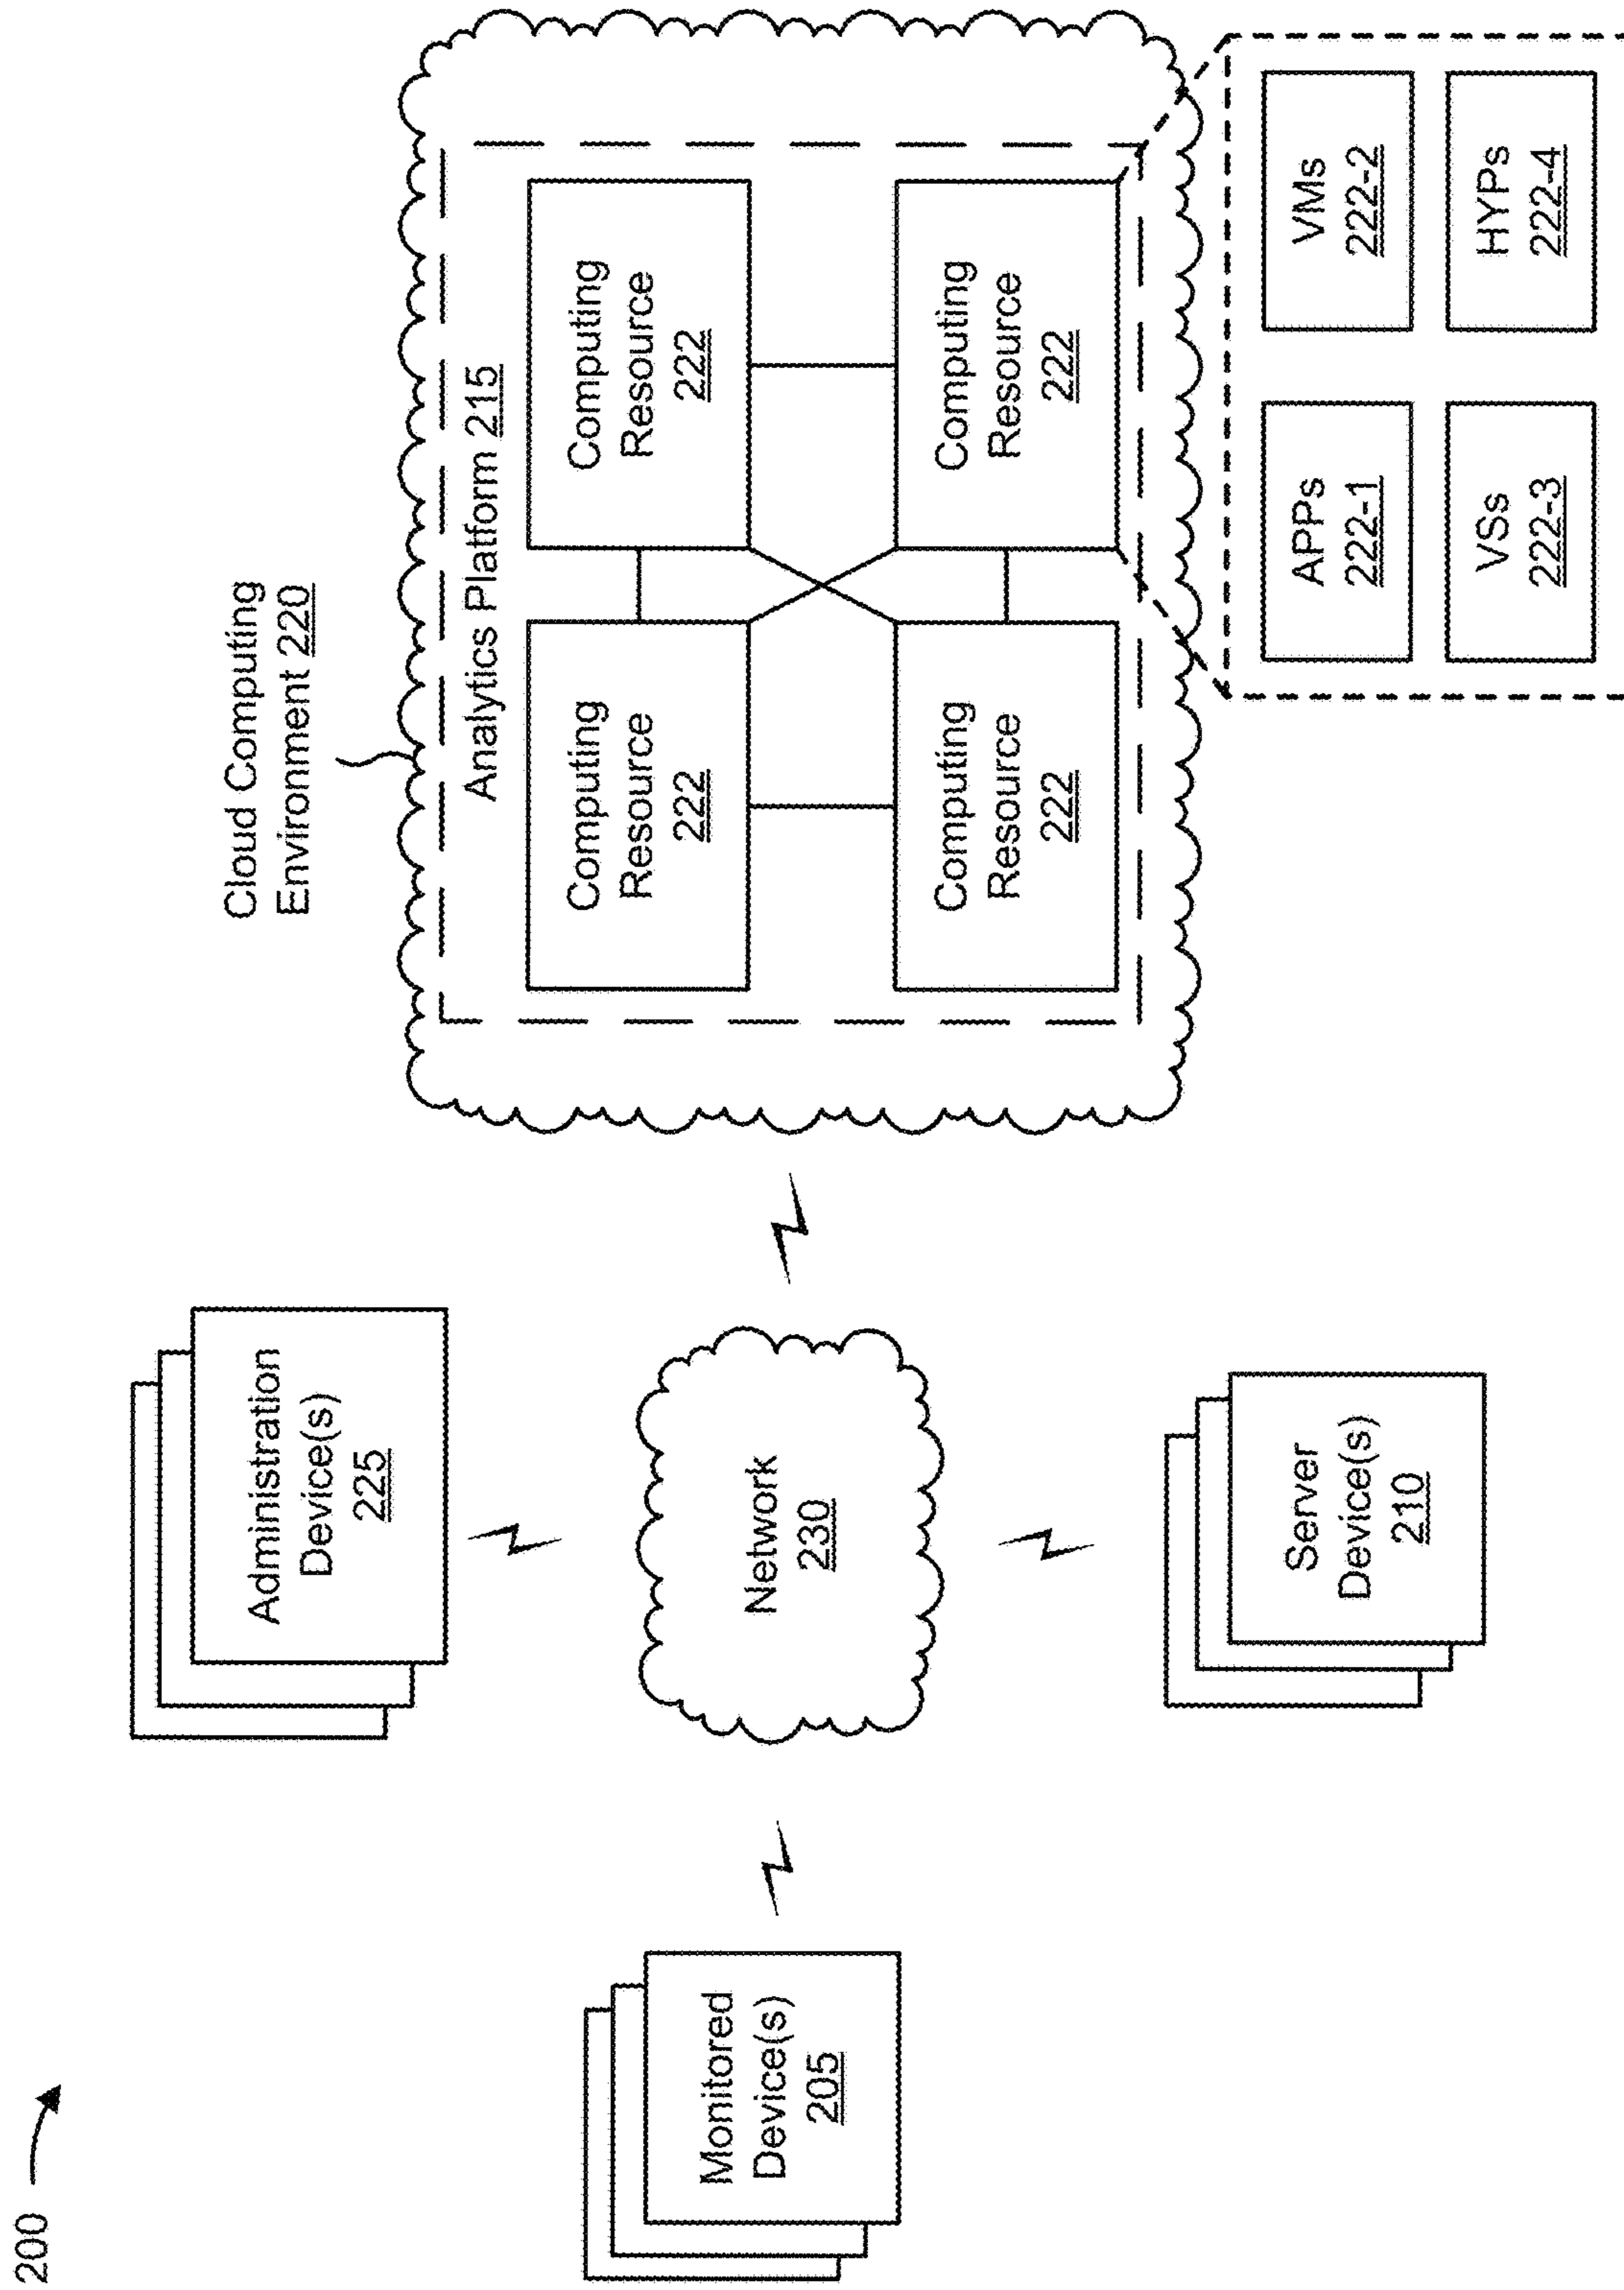 200
Cloud Computing
Environment 220
Administration
Device(s)
225
Analytics Platform 215
Computing
Resource
222
Computing
Resource
222
Monitored
Device(s)
205
Network
230
Computing
Resource
222
Computing
Resource
222
Server
Device(s)
210
APPs
222-1
VMs
222-2
VSs
222-3
HYPs
222-4